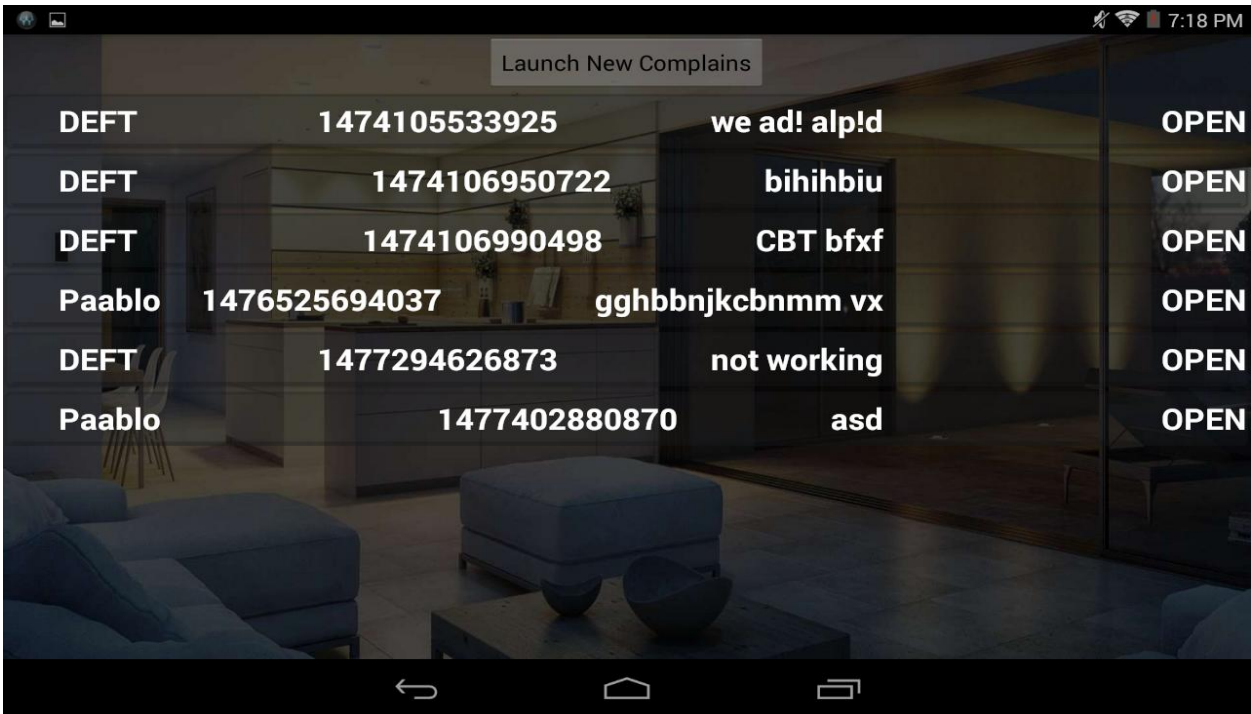 7:18 PM
Launch New Complains
DEFT 1474105533925 we ad! alp!d OPEN
DEFT 1474106950722 bihihbiu OPEN
DEFT 1474106990498 CBT bfxf OPEN
Paablo 1476525694037 gghbbnjkcbnmm vx OPEN
DEFT 1477294626873 not working OPEN
Paablo 1477402880870 asd OPEN